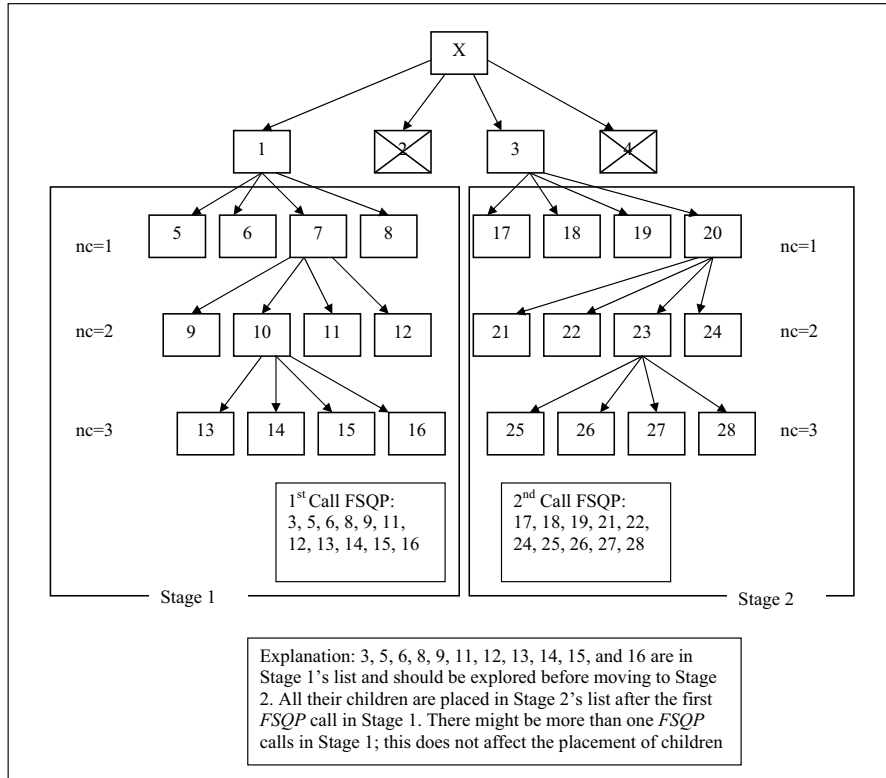 X
1 2 3 4
5 6 7 8 17 18 19 20
nc=1 nc=1
9 10 11 12 21 22 23 24
nc=2 nc=2
13 14 15 16 25 26 27 28
nc=3 nc=3
1st Call FSQP:
3, 5, 6, 8, 9, 11,
12, 13, 14, 15, 16
2nd Call FSQP:
17, 18, 19, 21, 22,
24, 25, 26, 27, 28
Stage 1
Stage 2
Explanation: 3, 5, 6, 8, 9, 11, 12, 13, 14, 15, and 16 are in
Stage 1's list and should be explored before moving to Stage
2. All their children are placed in Stage 2's list after the first
FSQP call in Stage 1. There might be more than one FSQP
calls in Stage 1; this does not affect the placement of children